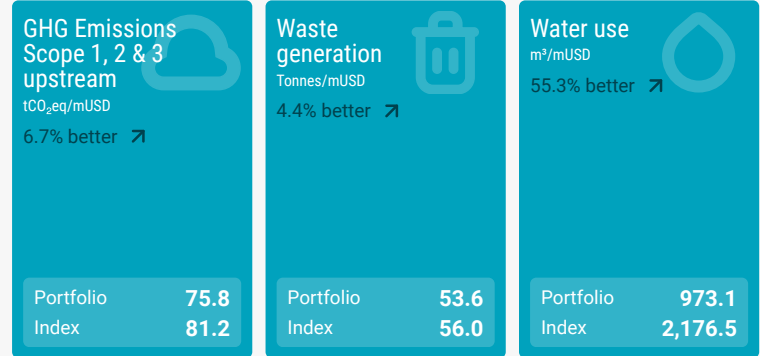 GHG Emissions
Scope 1, 2 & 3
upstream
tCO₂eq/mUSD
6.7% better
Portfolio 75.8
Index 81.2
Waste
generation
Tonnes/mUSD
4.4% better
Portfolio 53.6
Index 56.0
Water use
m³/mUSD
55.3% better
Portfolio 973.1
Index 2,176.5